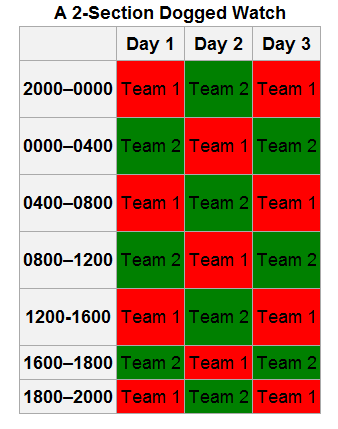 A 2-Section Dogged Watch
Day 1 Day 2 Day 3
2000–0000 Team 1 Team 2 Team 1
0000–0400 Team 2 Team 1 Team 2
0400–0800 Team 1 Team 2 Team 1
0800–1200 Team 2 Team 1 Team 2
1200-1600 Team 1 Team 2 Team 1
1600–1800 Team 2 Team 1 Team 2
1800–2000 Team 1 Team 2 Team 1